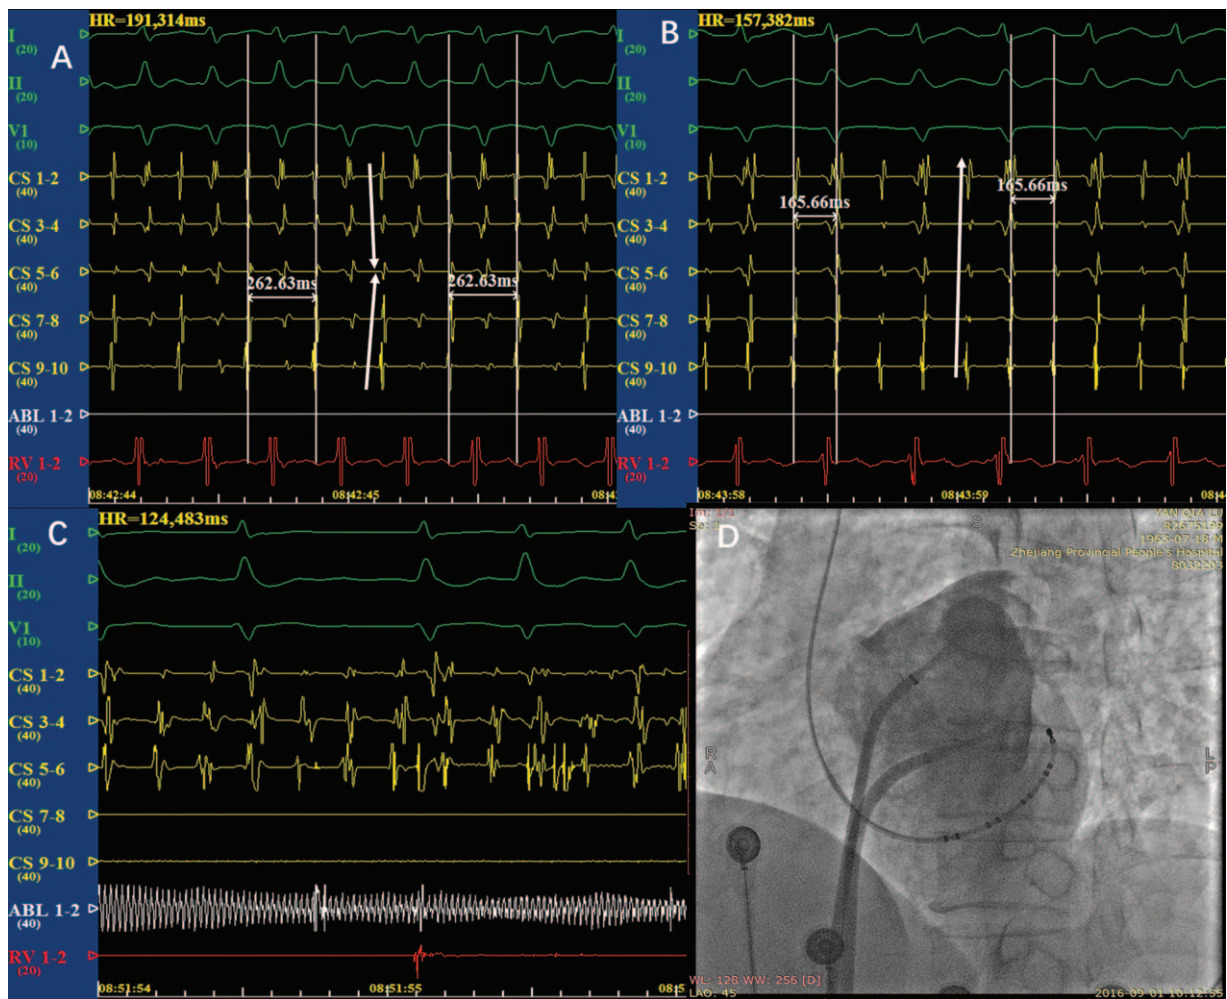 A
HR=191,314ms
I
(20)
II
(20)
V1
(10)
CS 1-2
(40)
CS 3-4
(40)
CS 5-6
(40)
262.63ms 262.63ms
CS 7-8
(40)
CS 9-10
(40)
ABL 1-2
(40)
RV 1-2
(20)
08:42:44 08:42:45
B
HR=157,382ms
I
(20)
II
(20)
V1
(10)
CS 1-2
(40)
165.66ms 165.66ms
CS 3-4
(40)
CS 5-6
(40)
CS 7-8
(40)
CS 9-10
(40)
ABL 1-2
(40)
RV 1-2
(20)
08:43:58 08:43:59
C
HR=124,483ms
I
(20)
II
(20)
V1
(10)
CS 1-2
(40)
CS 3-4
(40)
CS 5-6
(40)
CS 7-8
(40)
CS 9-10
(40)
ABL 1-2
(40)
RV 1-2
(20)
08:51:54 08:51:55
D
Im: 1/1
S
Zhejiang Provincial People's Hospital
R
A
L
P
WL: 128 WW: 256 [D]
LAO: 45
2016-09-01